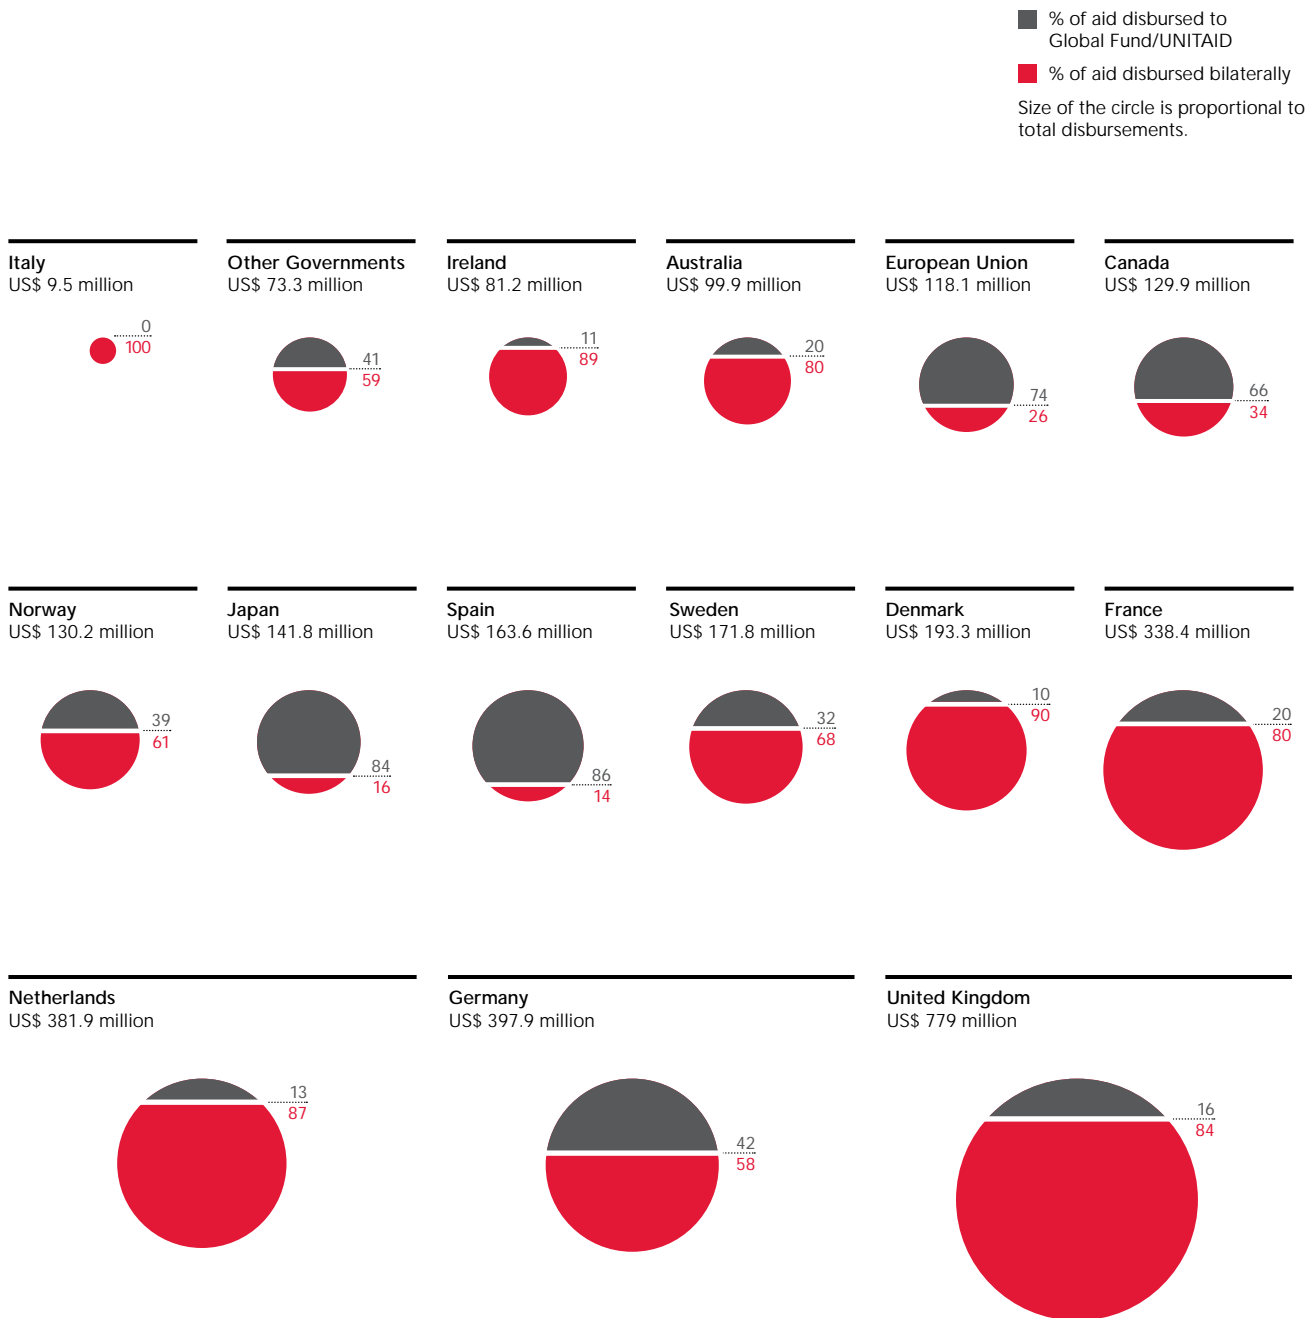 % of aid disbursed to
Global Fund/UNITAID
% of aid disbursed bilaterally
Size of the circle is proportional to
total disbursements.
Italy
US$ 9.5 million
0
100
Other Governments
US$ 73.3 million
41
59
Ireland
US$ 81.2 million
11
89
Australia
US$ 99.9 million
20
80
European Union
US$ 118.1 million
74
26
Canada
US$ 129.9 million
66
34
Norway
US$ 130.2 million
39
61
Japan
US$ 141.8 million
84
16
Spain
US$ 163.6 million
86
14
Sweden
US$ 171.8 million
32
68
Denmark
US$ 193.3 million
10
90
France
US$ 338.4 million
20
80
Netherlands
US$ 381.9 million
13
87
Germany
US$ 397.9 million
42
58
United Kingdom
US$ 779 million
16
84